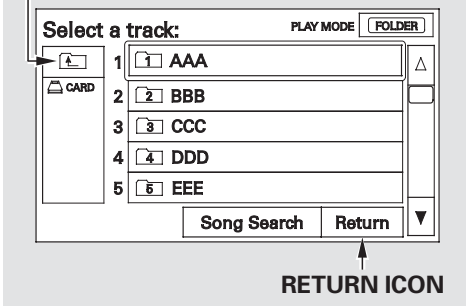 Select a track: PLAY MODE FOLDER
1 1 AAA
CARD
2 2 BBB
3 3 CCC
4 4 DDD
5 5 EEE
Song Search Return
RETURN ICON